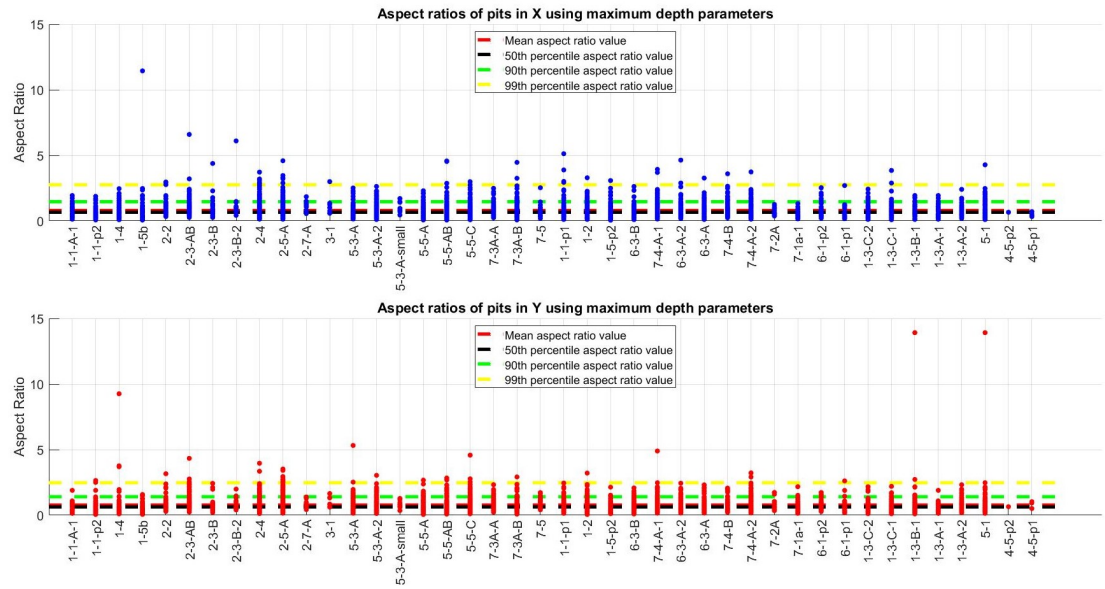 Aspect ratios of pits in X using maximum depth parameters
15
10
5
0
Aspect Ratio
Mean aspect ratio value
50th percentile aspect ratio value
90th percentile aspect ratio value
99th percentile aspect ratio value
1-1-A-1
1-1-p2
1-4
1-5b
2-2
2-3-AB
2-3-B
2-3-B-2
2-4
2-5-A
2-7-A
3-1
5-3-A
5-3-A-2
5-3-A-small
5-5-A
5-5-AB
5-5-C
7-3A-A
7-3A-B
7-5
1-1-p1
1-2
1-5-p2
6-3-B
7-4-A-1
6-3-A-2
6-3-A
7-4-B
7-4-A-2
7-2A
7-1a-1
6-1-p2
6-1-p1
1-3-C-2
1-3-C-1
1-3-B-1
1-3-A-1
1-3-A-2
5-1
4-5-p2
4-5-p1
Aspect ratios of pits in Y using maximum depth parameters
15
10
5
0
Aspect Ratio
Mean aspect ratio value
50th percentile aspect ratio value
90th percentile aspect ratio value
99th percentile aspect ratio value
1-1-A-1
1-1-p2
1-4
1-5b
2-2
2-3-AB
2-3-B
2-3-B-2
2-4
2-5-A
2-7-A
3-1
5-3-A
5-3-A-2
5-3-A-small
5-5-A
5-5-AB
5-5-C
7-3A-A
7-3A-B
7-5
1-1-p1
1-2
1-5-p2
6-3-B
7-4-A-1
6-3-A-2
6-3-A
7-4-B
7-4-A-2
7-2A
7-1a-1
6-1-p2
6-1-p1
1-3-C-2
1-3-C-1
1-3-B-1
1-3-A-1
1-3-A-2
5-1
4-5-p2
4-5-p1